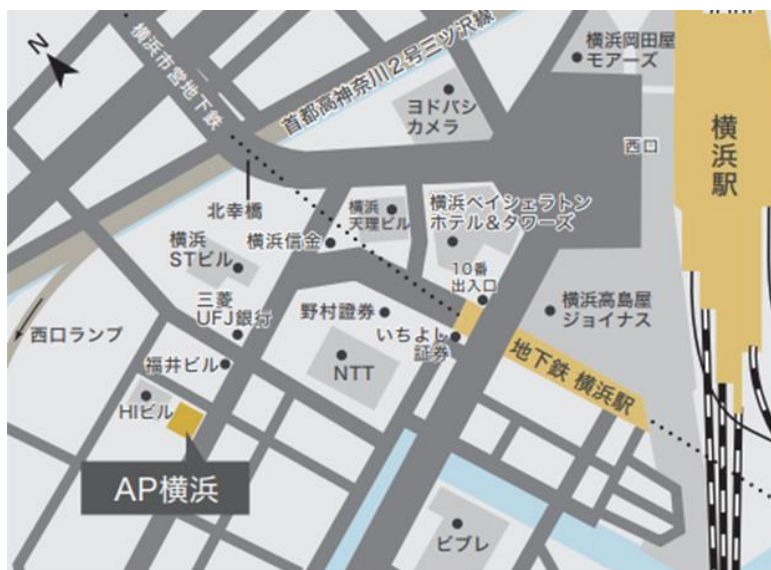 N
横浜市営地下鉄
首都高神奈川2号三ツ沢線
横浜岡田屋
モアーズ
ヨドバシ
カメラ
西口
横浜駅
北幸橋
横浜
天理ビル
横浜ベイシェラトン
ホテル&タワーズ
横浜
STビル
横浜信金
10番
出入口
三菱
UFJ銀行
野村證券
横浜高島屋
ジョイナス
西口ランプ
いちよし
証券
地下鉄 横浜駅
福井ビル
NTT
HIビル
AP横浜
ビブレ